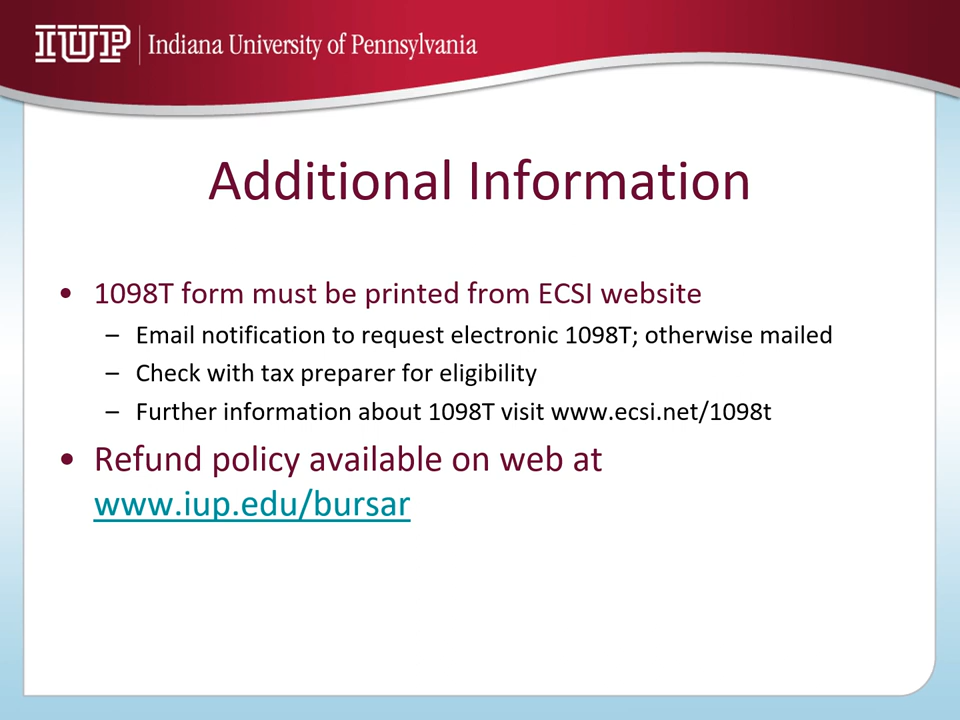 IUP Indiana University of Pennsylvania
Additional Information
• 1098T form must be printed from ECSI website
– Email notification to request electronic 1098T; otherwise mailed
– Check with tax preparer for eligibility
– Further information about 1098T visit www.ecsi.net/1098t
• Refund policy available on web at
www.iup.edu/bursar